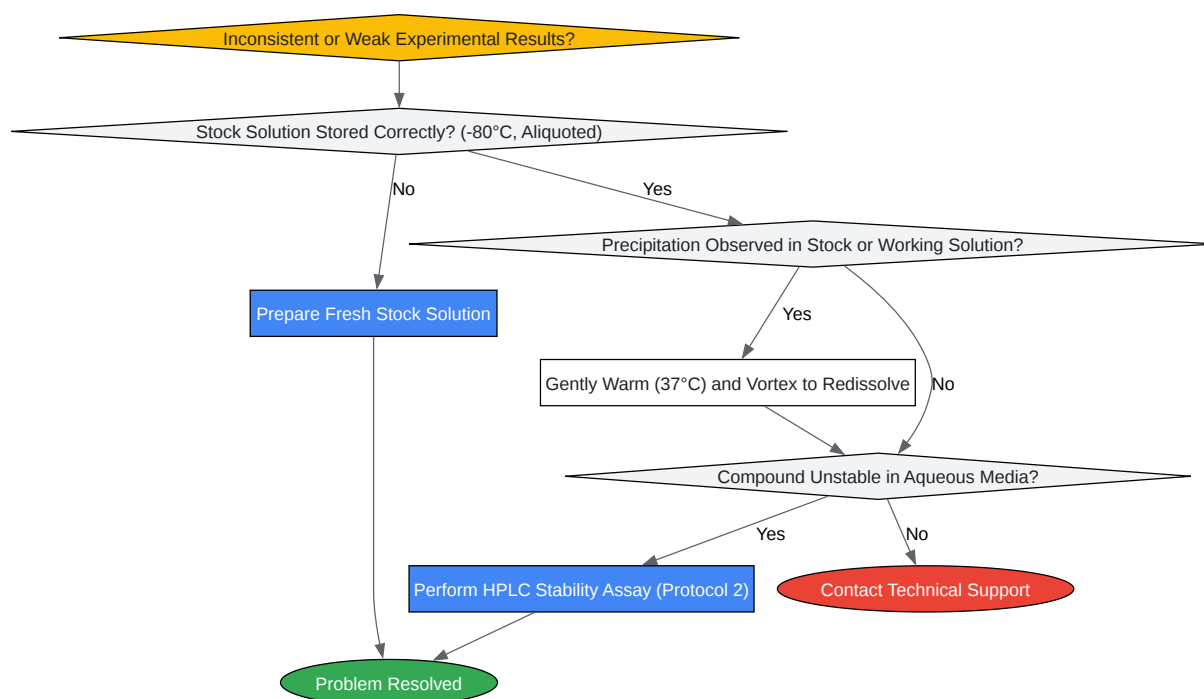 Inconsistent or Weak Experimental Results?
Stock Solution Stored Correctly? (-80°C, Aliquoted)
No
Yes
Precipitation Observed in Stock or Working Solution?
Prepare Fresh Stock Solution
Yes
Gently Warm (37°C) and Vortex to Redissolve
No
Compound Unstable in Aqueous Media?
Yes
No
Perform HPLC Stability Assay (Protocol 2)
Contact Technical Support
Problem Resolved